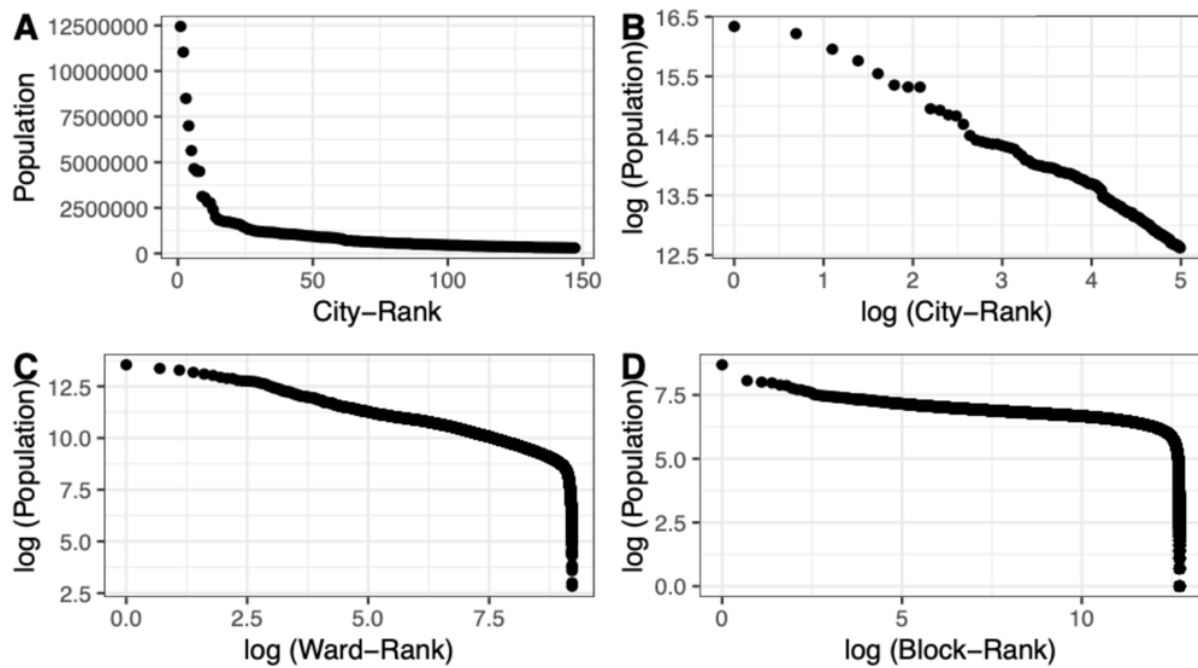 A
Population
12500000
10000000
7500000
5000000
2500000
0
0 50 100 150
City−Rank
B
log (Population)
16.5
15.5
14.5
13.5
12.5
0 1 2 3 4 5
log (City−Rank)
C
log (Population)
12.5
10.0
7.5
5.0
2.5
0.0 2.5 5.0 7.5
log (Ward−Rank)
D
log (Population)
7.5
5.0
2.5
0.0
0 5 10
log (Block−Rank)